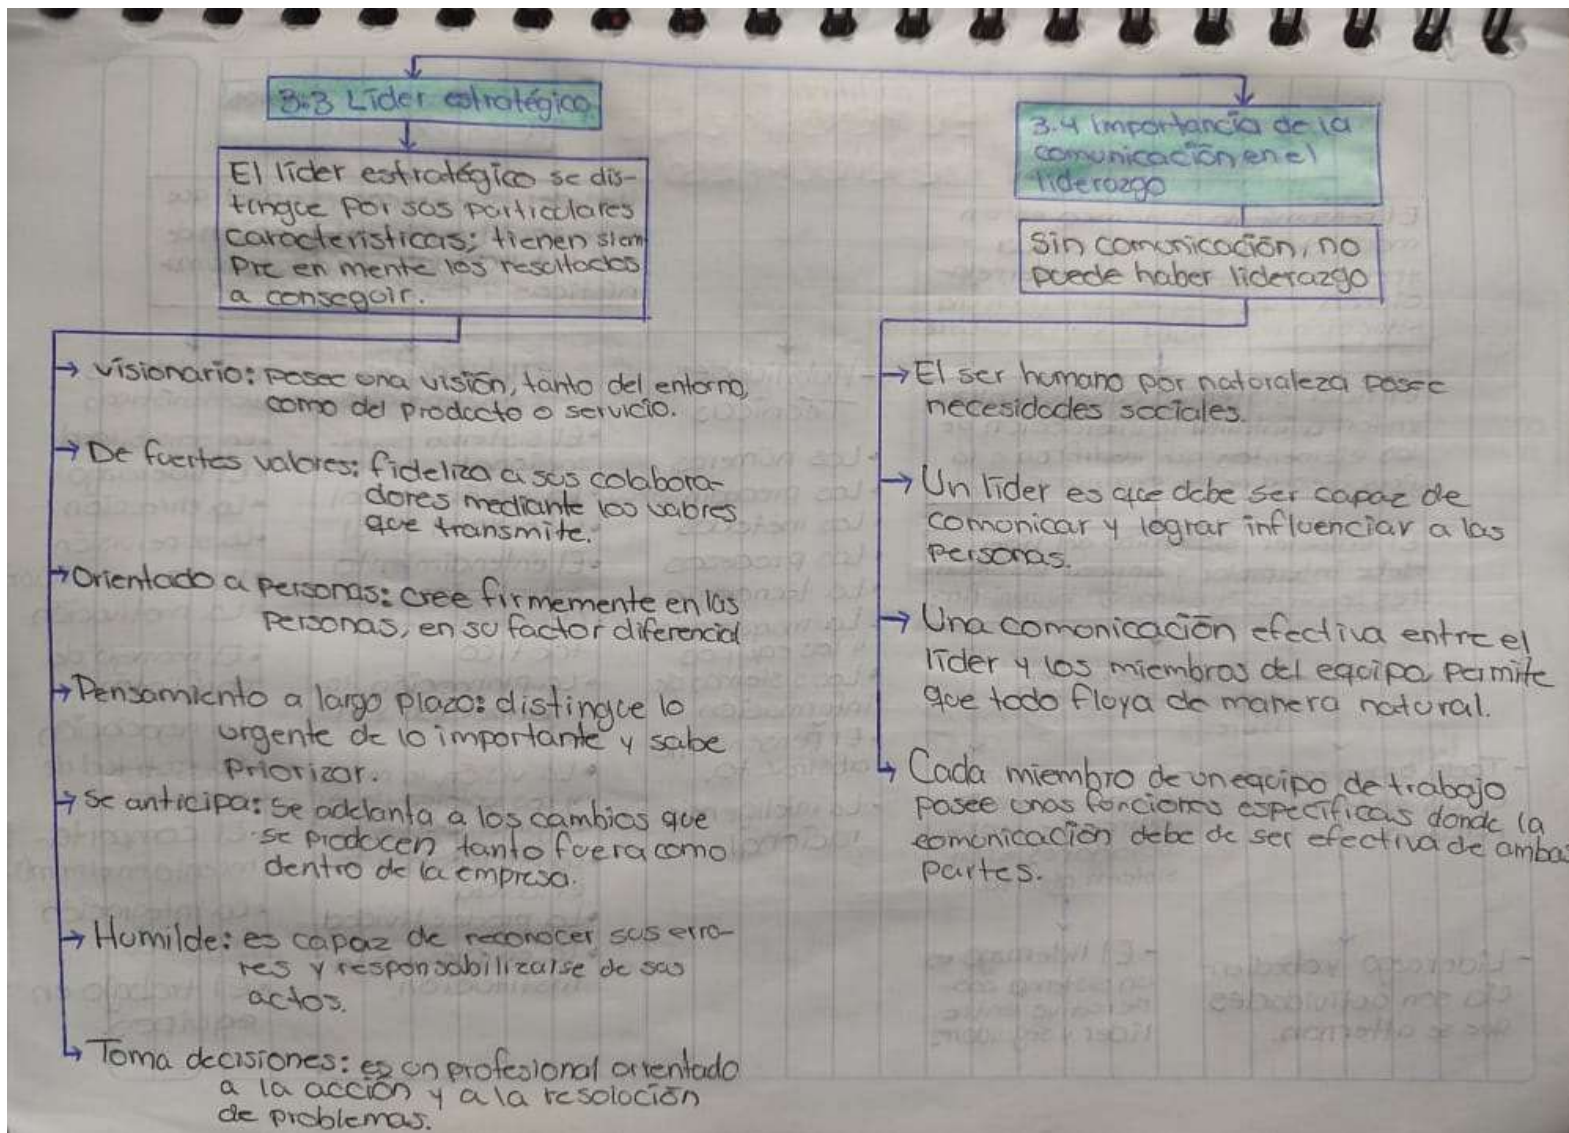 3.3 Líder estratégico
El líder estratégico se dis-
tingue por sus particulares
características; tienen siem
pre en mente los resultados
a conseguir.
→ visionario: posee una visión, tanto del entorno,
como del producto o servicio.
→ De fuertes valores: fideliza a sus colabora-
dores mediante los valores
que transmite.
→ Orientado a personas: cree firmemente en las
personas, en su factor diferencial
→ Pensamiento a largo plazo: distingue lo
urgente de lo importante y sabe
priorizar.
→ se anticipa: se adelanta a los cambios que
se producen tanto fuera como
dentro de la empresa.
→ Humilde: es capaz de reconocer sus erro-
res y responsabilizarse de sus
actos.
→ Toma decisiones: es un profesional orientado
a la acción y a la resolución
de problemas.
3.4 Importancia de la
comunicación en el
liderazgo
Sin comunicación, no
puede haber liderazgo
→ El ser humano por naturaleza posee
necesidades sociales.
→ Un líder es que debe ser capaz de
comunicar y lograr influenciar a las
personas.
→ Una comunicación efectiva entre el
líder y los miembros del equipo, permite
que todo fluya de manera natural.
→ Cada miembro de un equipo de trabajo
posee unas funciones específicas donde la
comunicación debe de ser efectiva de ambas
partes.